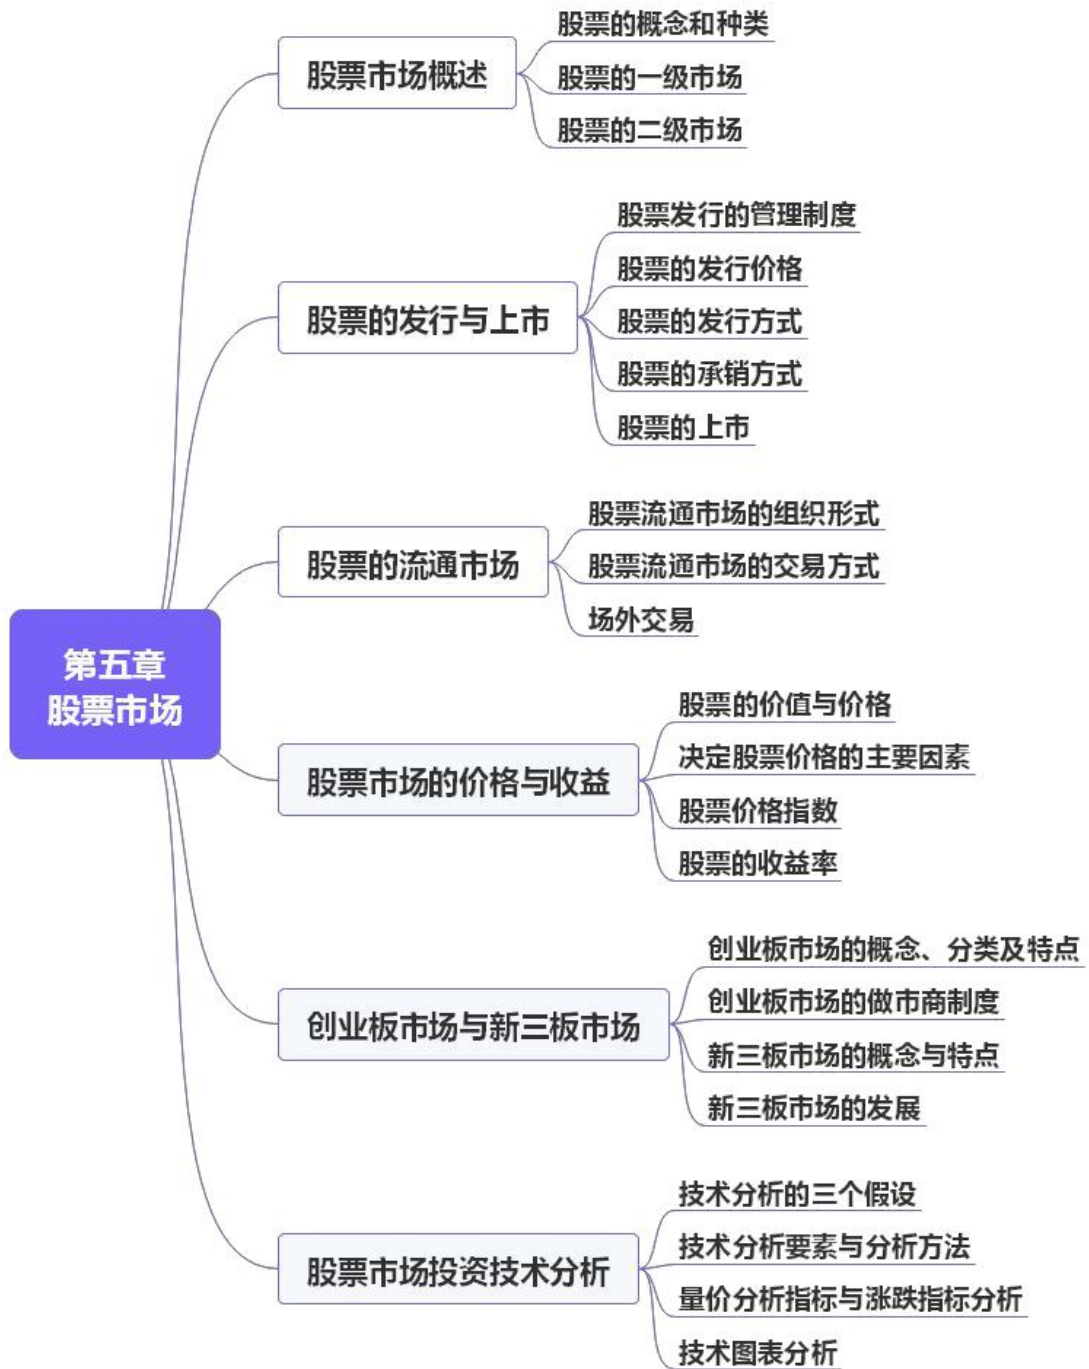 第五章
股票市场
股票市场概述
股票的概念和种类
股票的一级市场
股票的二级市场
股票的发行与上市
股票发行的管理制度
股票的发行价格
股票的发行方式
股票的承销方式
股票的上市
股票的流通市场
股票流通市场的组织形式
股票流通市场的交易方式
场外交易
股票市场的价格与收益
股票的价值与价格
决定股票价格的主要因素
股票价格指数
股票的收益率
创业板市场与新三板市场
创业板市场的概念、分类及特点
创业板市场的做市商制度
新三板市场的概念与特点
新三板市场的发展
股票市场投资技术分析
技术分析的三个假设
技术分析要素与分析方法
量价分析指标与涨跌指标分析
技术图表分析